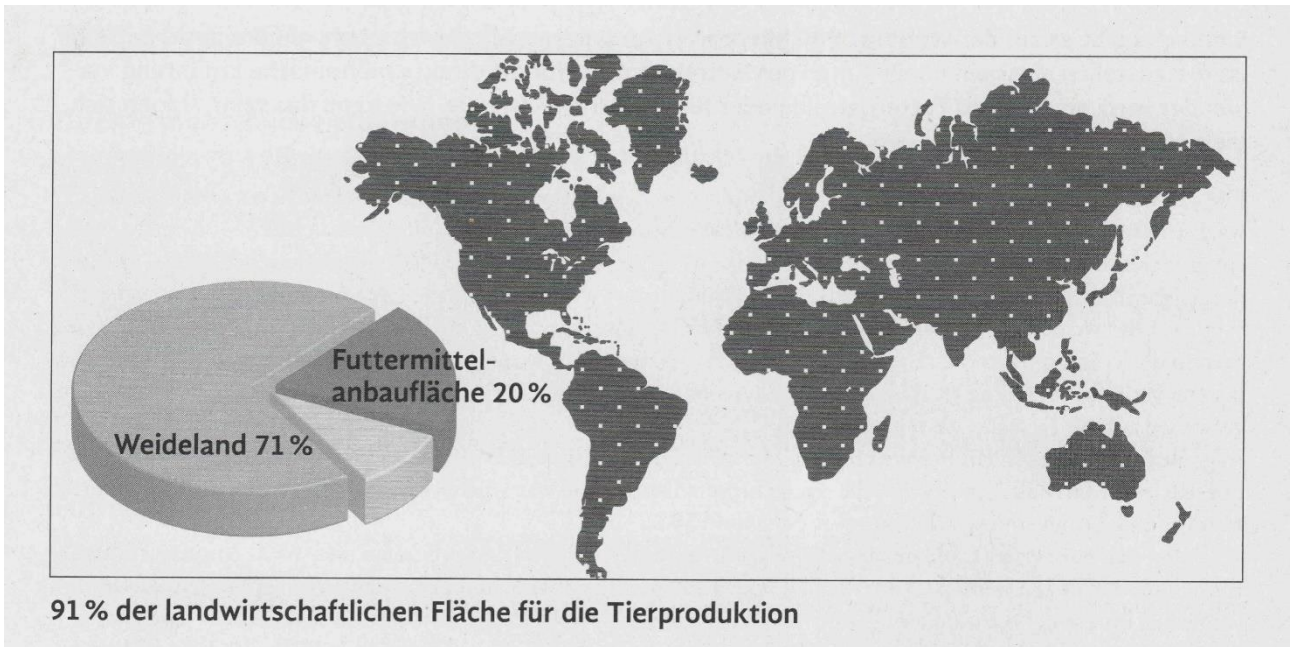 Futtermittel-
anbaufläche 20 %
Weideland 71 %
91 % der landwirtschaftlichen Fläche für die Tierproduktion